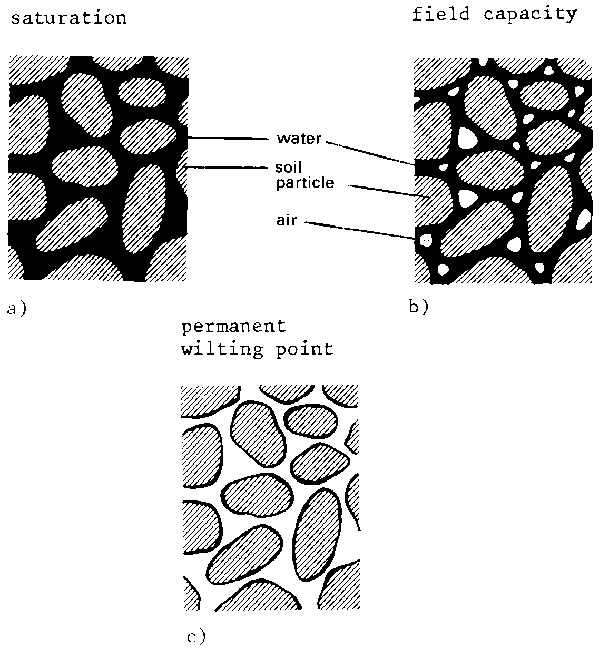 saturation
field capacity
water
soil
particle
air
a)
b)
permanent
wilting point
c)